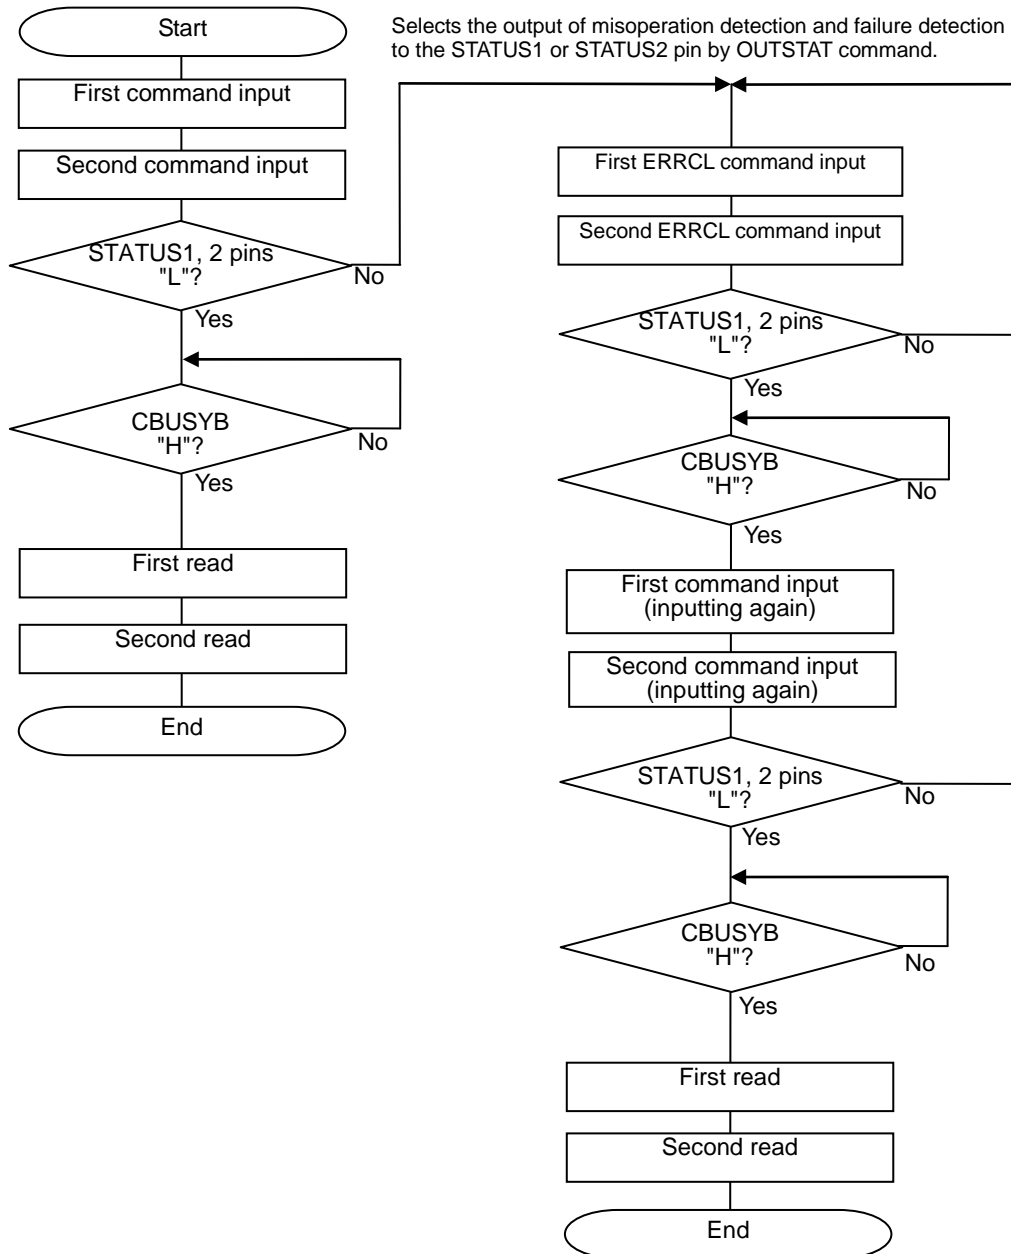 Start
First command input
Second command input
STATUS1, 2 pins
"L"?
No
Yes
CBUSYB
"H"?
No
Yes
First read
Second read
End
Selects the output of misoperation detection and failure detection
to the STATUS1 or STATUS2 pin by OUTSTAT command.
First ERRCL command input
Second ERRCL command input
STATUS1, 2 pins
"L"?
No
Yes
CBUSYB
"H"?
No
Yes
First command input
(inputting again)
Second command input
(inputting again)
STATUS1, 2 pins
"L"?
No
Yes
CBUSYB
"H"?
No
Yes
First read
Second read
End